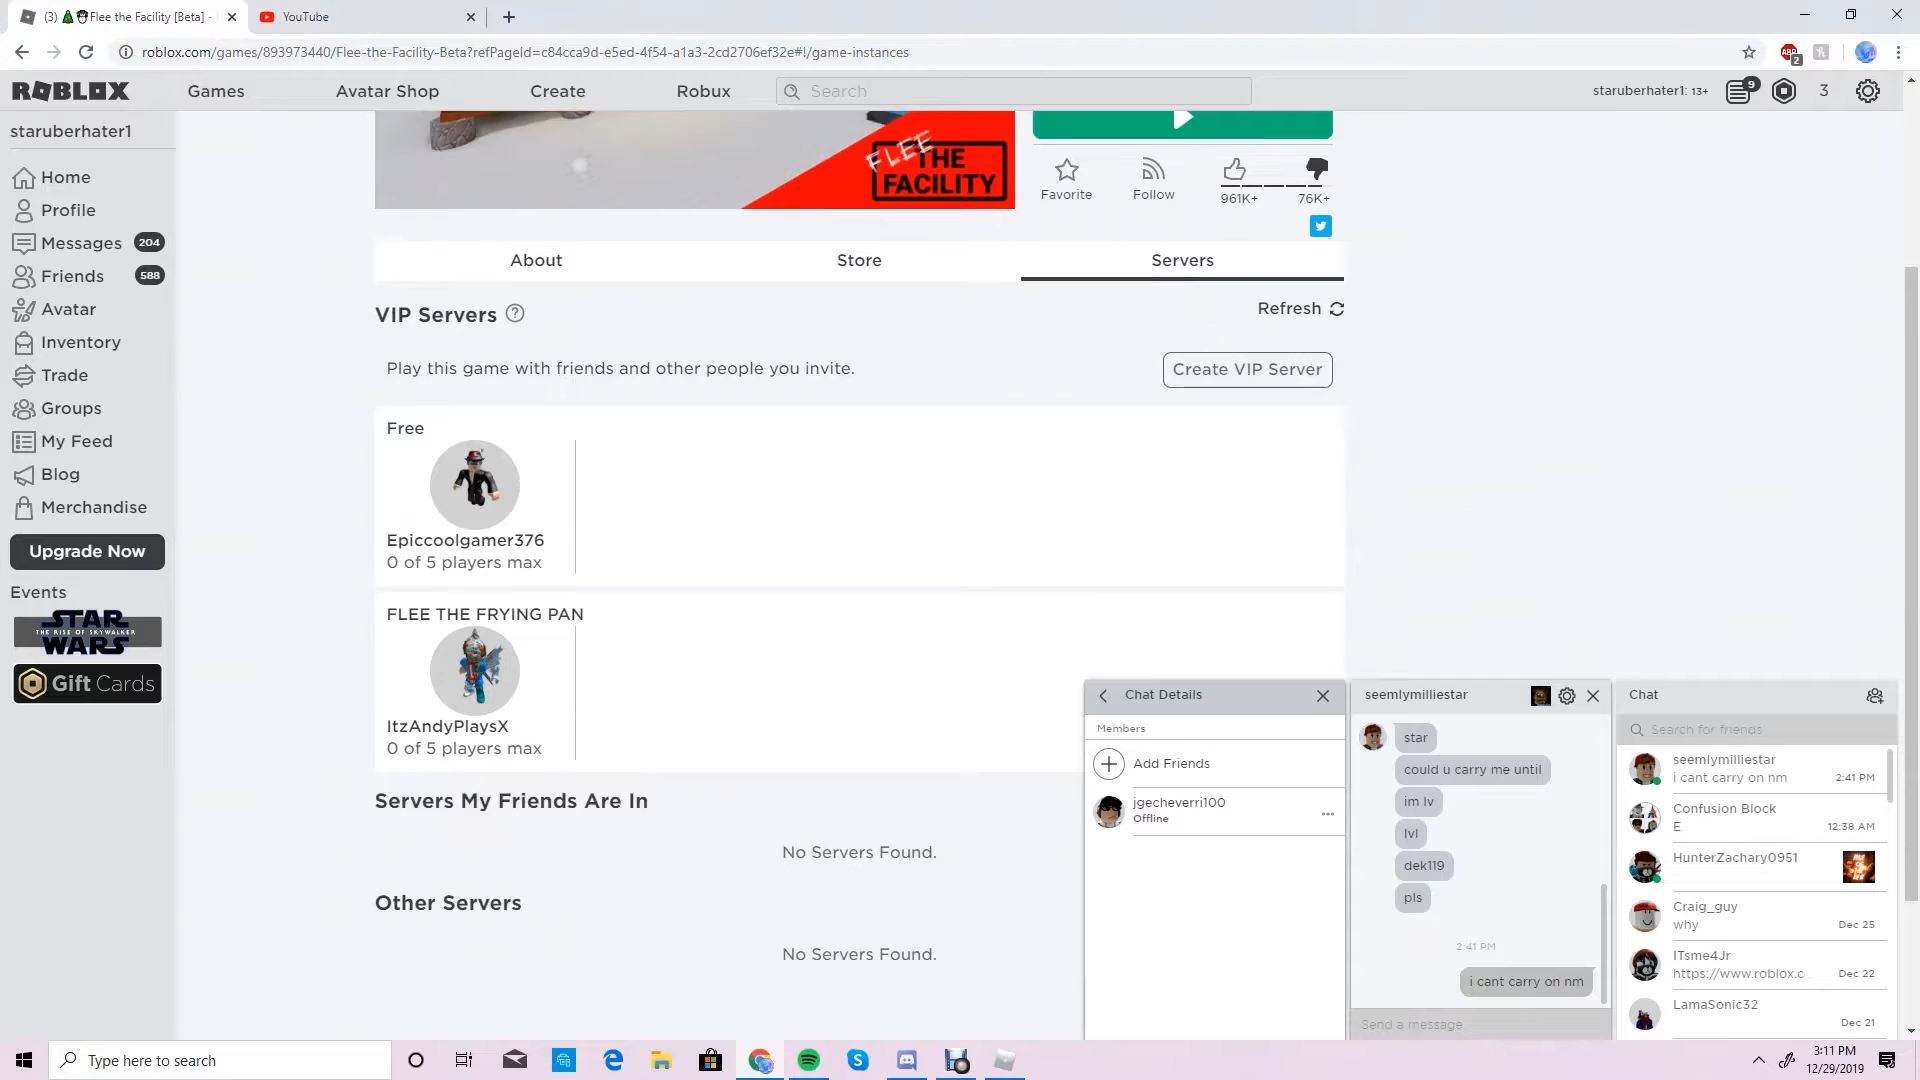 (3) 🎄⛄Flee the Facility [Beta] -
YouTube
roblox.com/games/893973440/Flee-the-Facility-Beta?refPageId=c84cca9d-e5ed-4f54-a1a3-2cd2706ef32e#!/game-instances
ABP
2
ROBLOX
Games
Avatar Shop
Create
Robux
Search
staruberhater1: 13+
9
3
staruberhater1
Home
Profile
Messages 204
Friends 588
Avatar
Inventory
Trade
Groups
My Feed
Blog
Merchandise
Upgrade Now
Events
STAR
THE RISE OF SKYWALKER
WARS
Gift Cards
FLEE
THE
FACILITY
Favorite
Follow
961K+
76K+
About
Store
Servers
VIP Servers
Refresh
Play this game with friends and other people you invite.
Create VIP Server
Free
Epiccoolgamer376
0 of 5 players max
FLEE THE FRYING PAN
ItzAndyPlaysX
0 of 5 players max
Servers My Friends Are In
No Servers Found.
Other Servers
No Servers Found.
Chat Details
Members
Add Friends
jgecheverri100
Offline
seemlymilliestar
star
could u carry me until
im lv
lvl
dek119
pls
2:41 PM
i cant carry on nm
Send a message
Chat
Search for friends
seemlymilliestar
i cant carry on nm 2:41 PM
Confusion Block
E 12:38 AM
HunterZachary0951
Craig_guy
why Dec 25
ITsme4Jr
https://www.roblox.c Dec 22
LamaSonic32
Dec 21
Type here to search
3:11 PM
12/29/2019